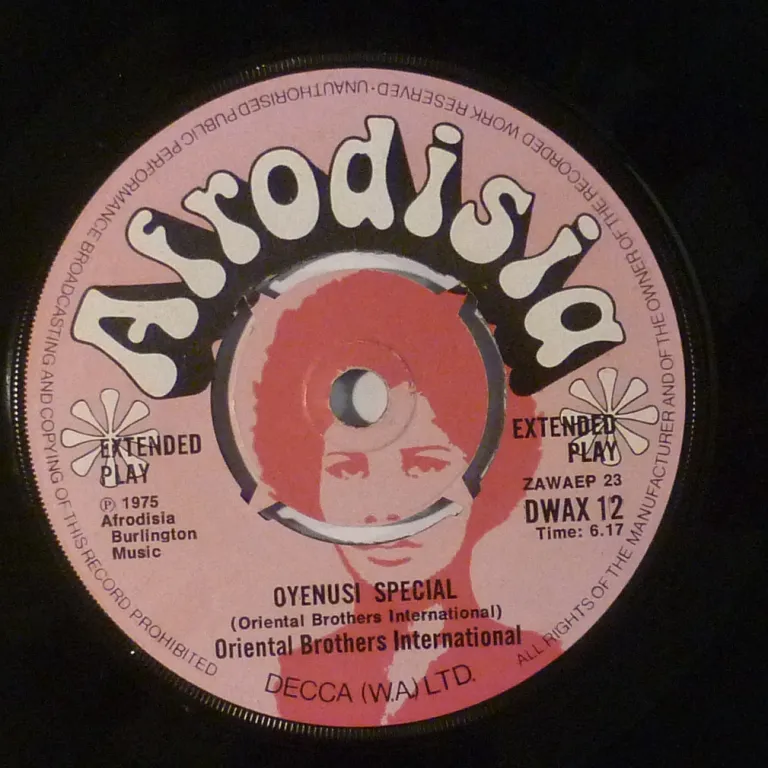 ALL RIGHTS OF THE MANUFACTURER AND OF THE OWNER OF THE RECORDED WORK RESERVED · UNAUTHORISED PUBLIC PERFORMANCE BROADCASTING AND COPYING OF THIS RECORD PROHIBITED
Afrodisia
EXTENDED
PLAY
℗ 1975
Afrodisia
Burlington
Music
EXTENDED
PLAY
ZAWAEP 23
DWAX 12
Time: 6.17
OYENUSI SPECIAL
(Oriental Brothers International)
Oriental Brothers International
DECCA (W.A) LTD.